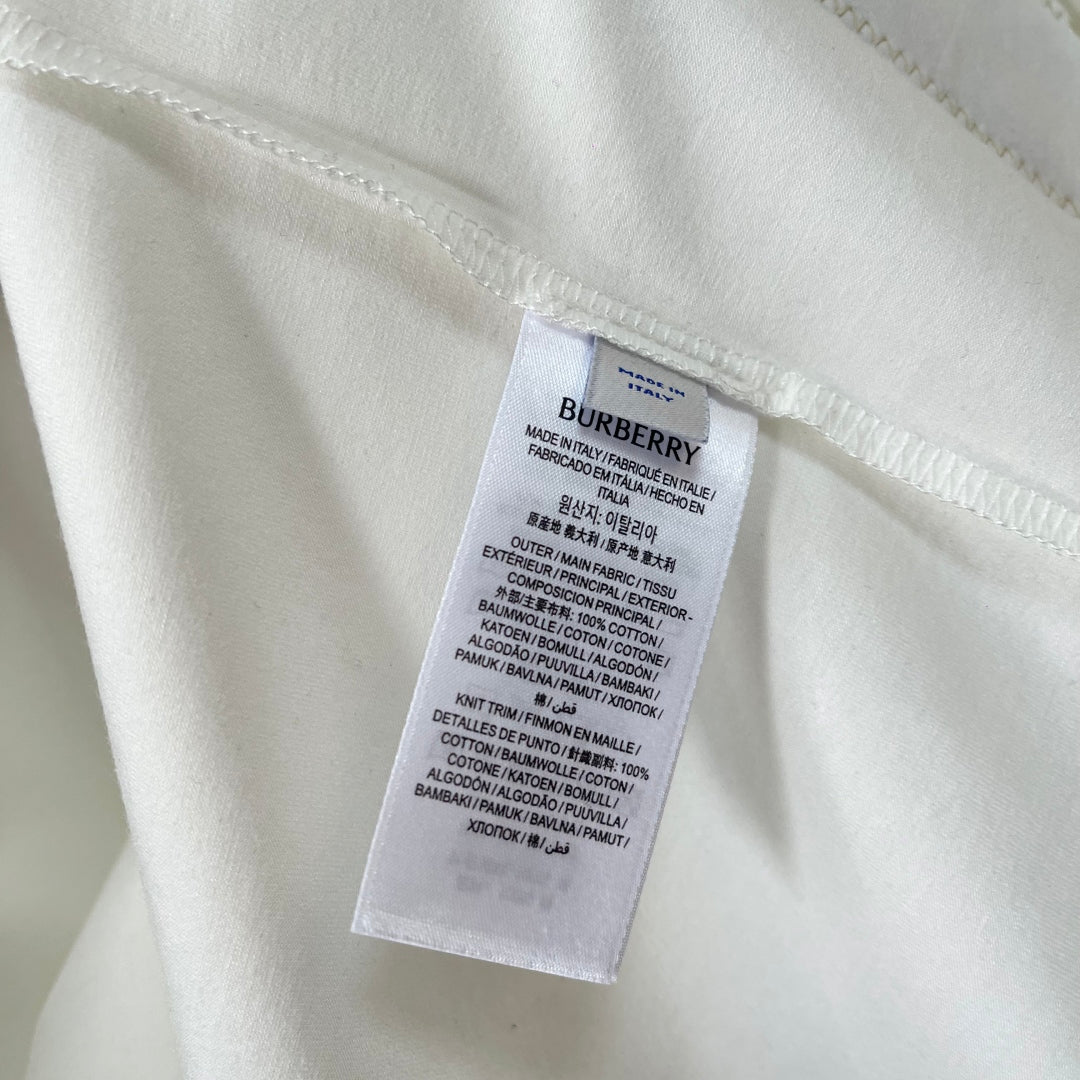 MADE IN
ITALY
BURBERRY
MADE IN ITALY / FABRIQUÉ EN ITALIE /
FABRICADO EM ITÁLIA / HECHO EN
ITALIA
원산지: 이탈리아
原産地 義大利 / 原产地 意大利
OUTER / MAIN FABRIC / TISSU
EXTÉRIEUR / PRINCIPAL / EXTERIOR -
COMPOSICION PRINCIPAL /
外部/主要布料: 100% COTTON /
BAUMWOLLE / COTON / COTONE /
KATOEN / BOMULL / ALGODÓN /
ALGODÃO / PUUVILLA / BAMBAKI /
PAMUK / BAVLNA / PAMUT / ХЛОПОК /
棉 / قطن
KNIT TRIM / FINMON EN MAILLE /
DETALLES DE PUNTO / 針織副料: 100%
COTTON / BAUMWOLLE / COTON /
COTONE / KATOEN / BOMULL /
ALGODÓN / ALGODÃO / PUUVILLA /
BAMBAKI / PAMUK / BAVLNA / PAMUT /
ХЛОПОК / 棉 / قطن